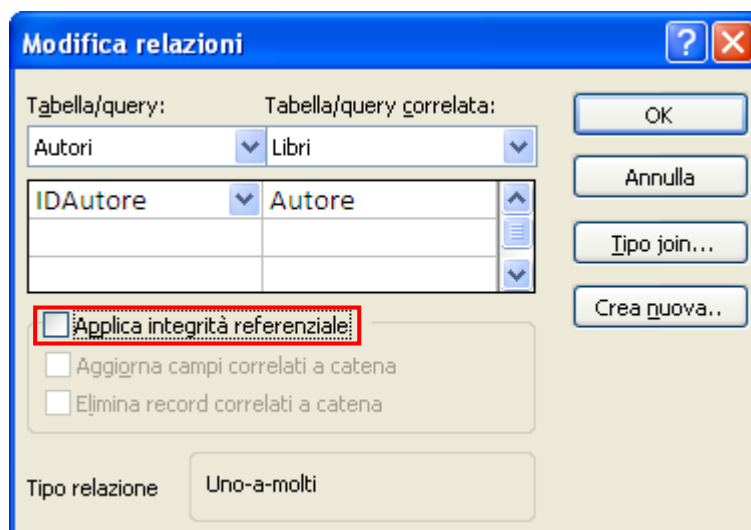 Modifica relazioni
Tabella/query: Tabella/query correlata:
Autori Libri
IDAutore Autore
OK
Annulla
Tipo join...
Crea nuova..
Applica integrità referenziale
Aggiorna campi correlati a catena
Elimina record correlati a catena
Tipo relazione Uno-a-molti